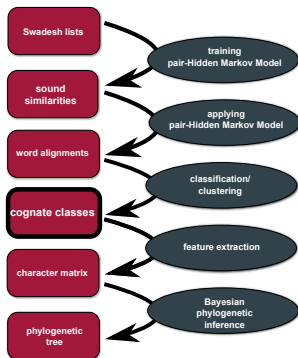 Swadesh lists
training
pair-Hidden Markov Model
sound
similarities
applying
pair-Hidden Markov Model
word alignments
classification/
clustering
cognate classes
feature extraction
character matrix
Bayesian
phylogenetic
inference
phylogenetic
tree